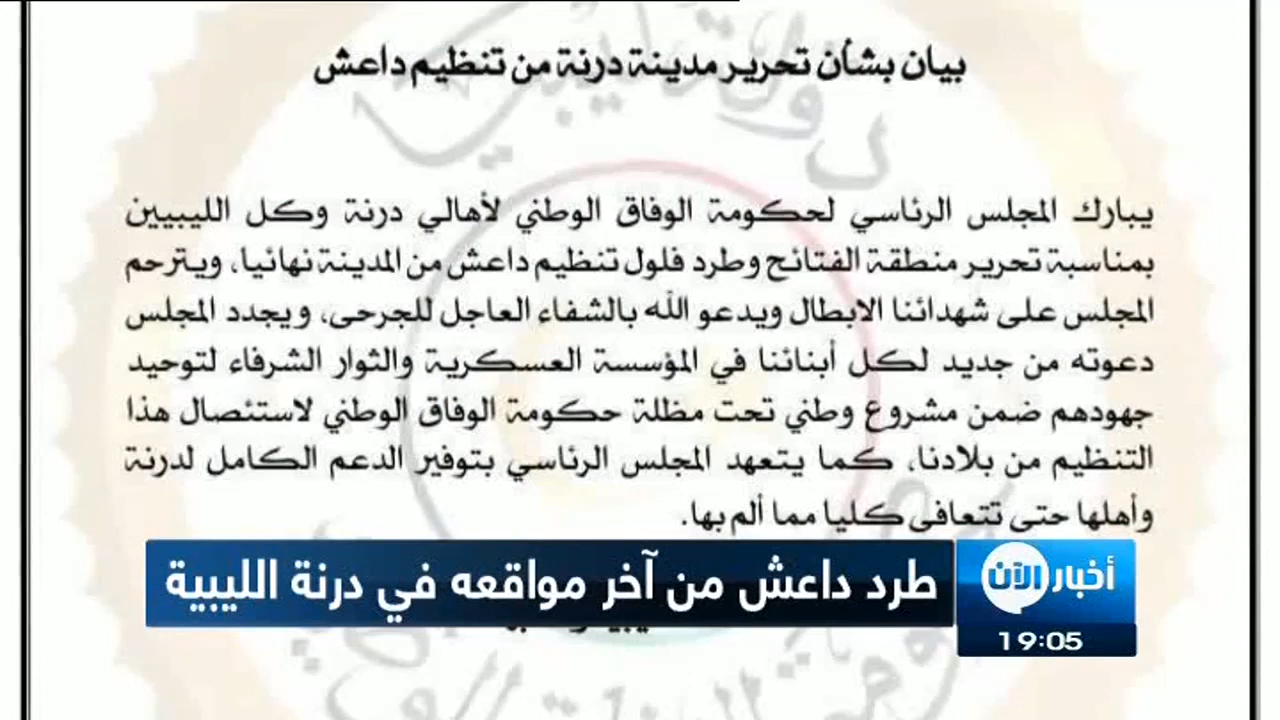 بيان بشأن تحرير مدينة درنة من تنظيم داعش
يبارك المجلس الرئاسي لحكومة الوفاق الوطني لأهالي درنة وكل الليبيين
بمناسبة تحرير منطقة الفتائح وطرد فلول تنظيم داعش من المدينة نهائيا، ويترحم
المجلس على شهدائنا الابطال ويدعو الله بالشفاء العاجل للجرحى، ويجدد المجلس
دعوته من جديد لكل أبنائنا في المؤسسة العسكرية والثوار الشرفاء لتوحيد
جهودهم ضمن مشروع وطني تحت مظلة حكومة الوفاق الوطني لاستئصال هذا
التنظيم من بلادنا، كما يتعهد المجلس الرئاسي بتوفير الدعم الكامل لدرنة
وأهلها حتى تتعافى كليا مما ألم بها.
أخبار الآن
طرد داعش من آخر مواقعه في درنة الليبية
19:05